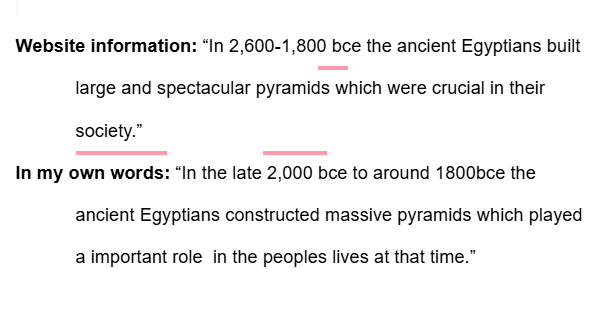 Website information: “In 2,600-1,800 bce the ancient Egyptians built
large and spectacular pyramids which were crucial in their
society.”
In my own words: “In the late 2,000 bce to around 1800bce the
ancient Egyptians constructed massive pyramids which played
a important role  in the peoples lives at that time.”